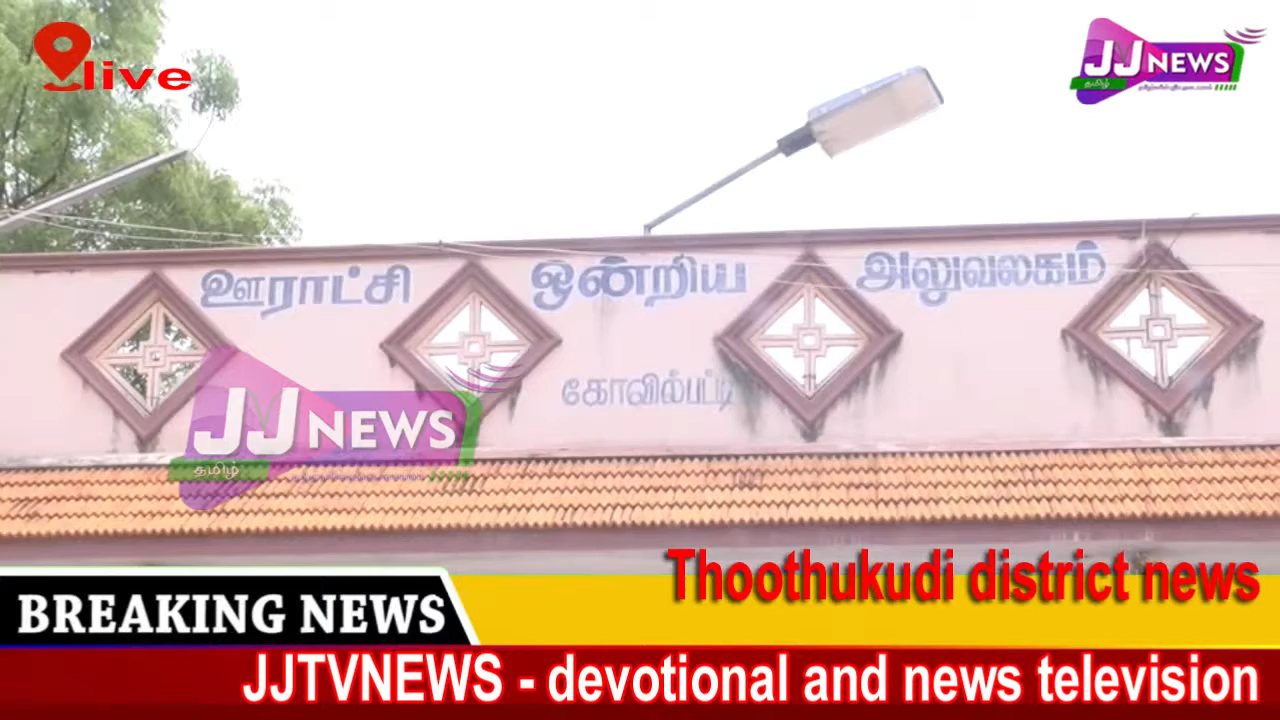 live
JJ NEWS
தமிழ்
ஊராட்சி ஒன்றிய அலுவலகம்
கோவில்பட்டி
JJ NEWS
தமிழ்
Thoothukudi district news
BREAKING NEWS
JJTVNEWS - devotional and news television